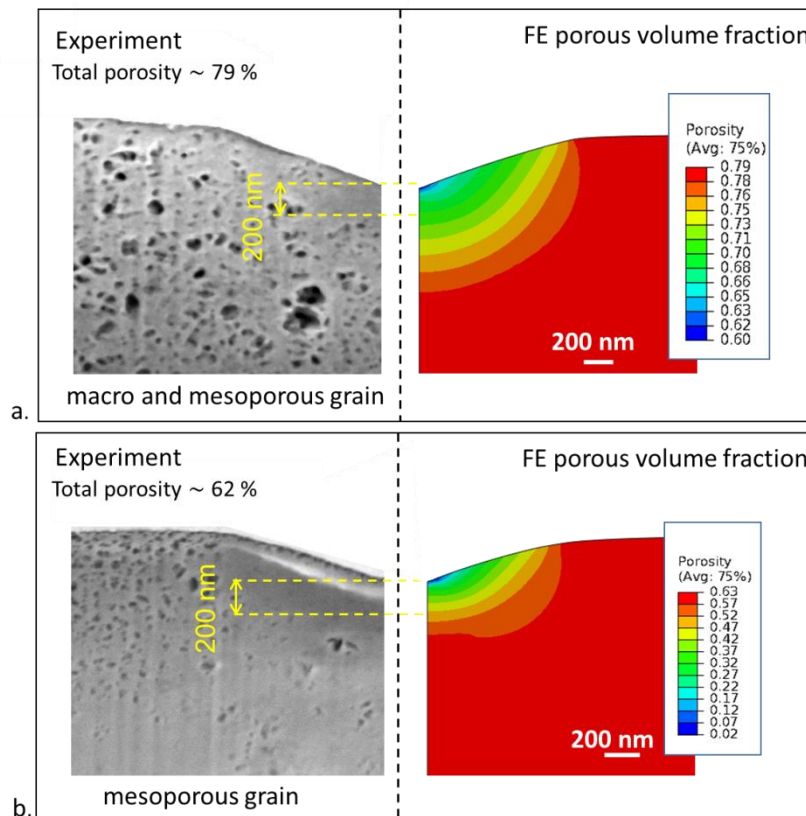 Experiment
FE porous volume fraction
Total porosity ~ 79 %
Porosity
(Avg: 75%)
0.79
0.78
0.76
0.75
0.73
0.71
0.70
0.68
0.66
0.65
0.63
0.62
0.60
200 nm
200 nm
macro and mesoporous grain
a.
Experiment
FE porous volume fraction
Total porosity ~ 62 %
Porosity
(Avg: 75%)
0.63
0.57
0.52
0.47
0.42
0.37
0.32
0.27
0.22
0.17
0.12
0.07
0.02
200 nm
200 nm
mesoporous grain
b.